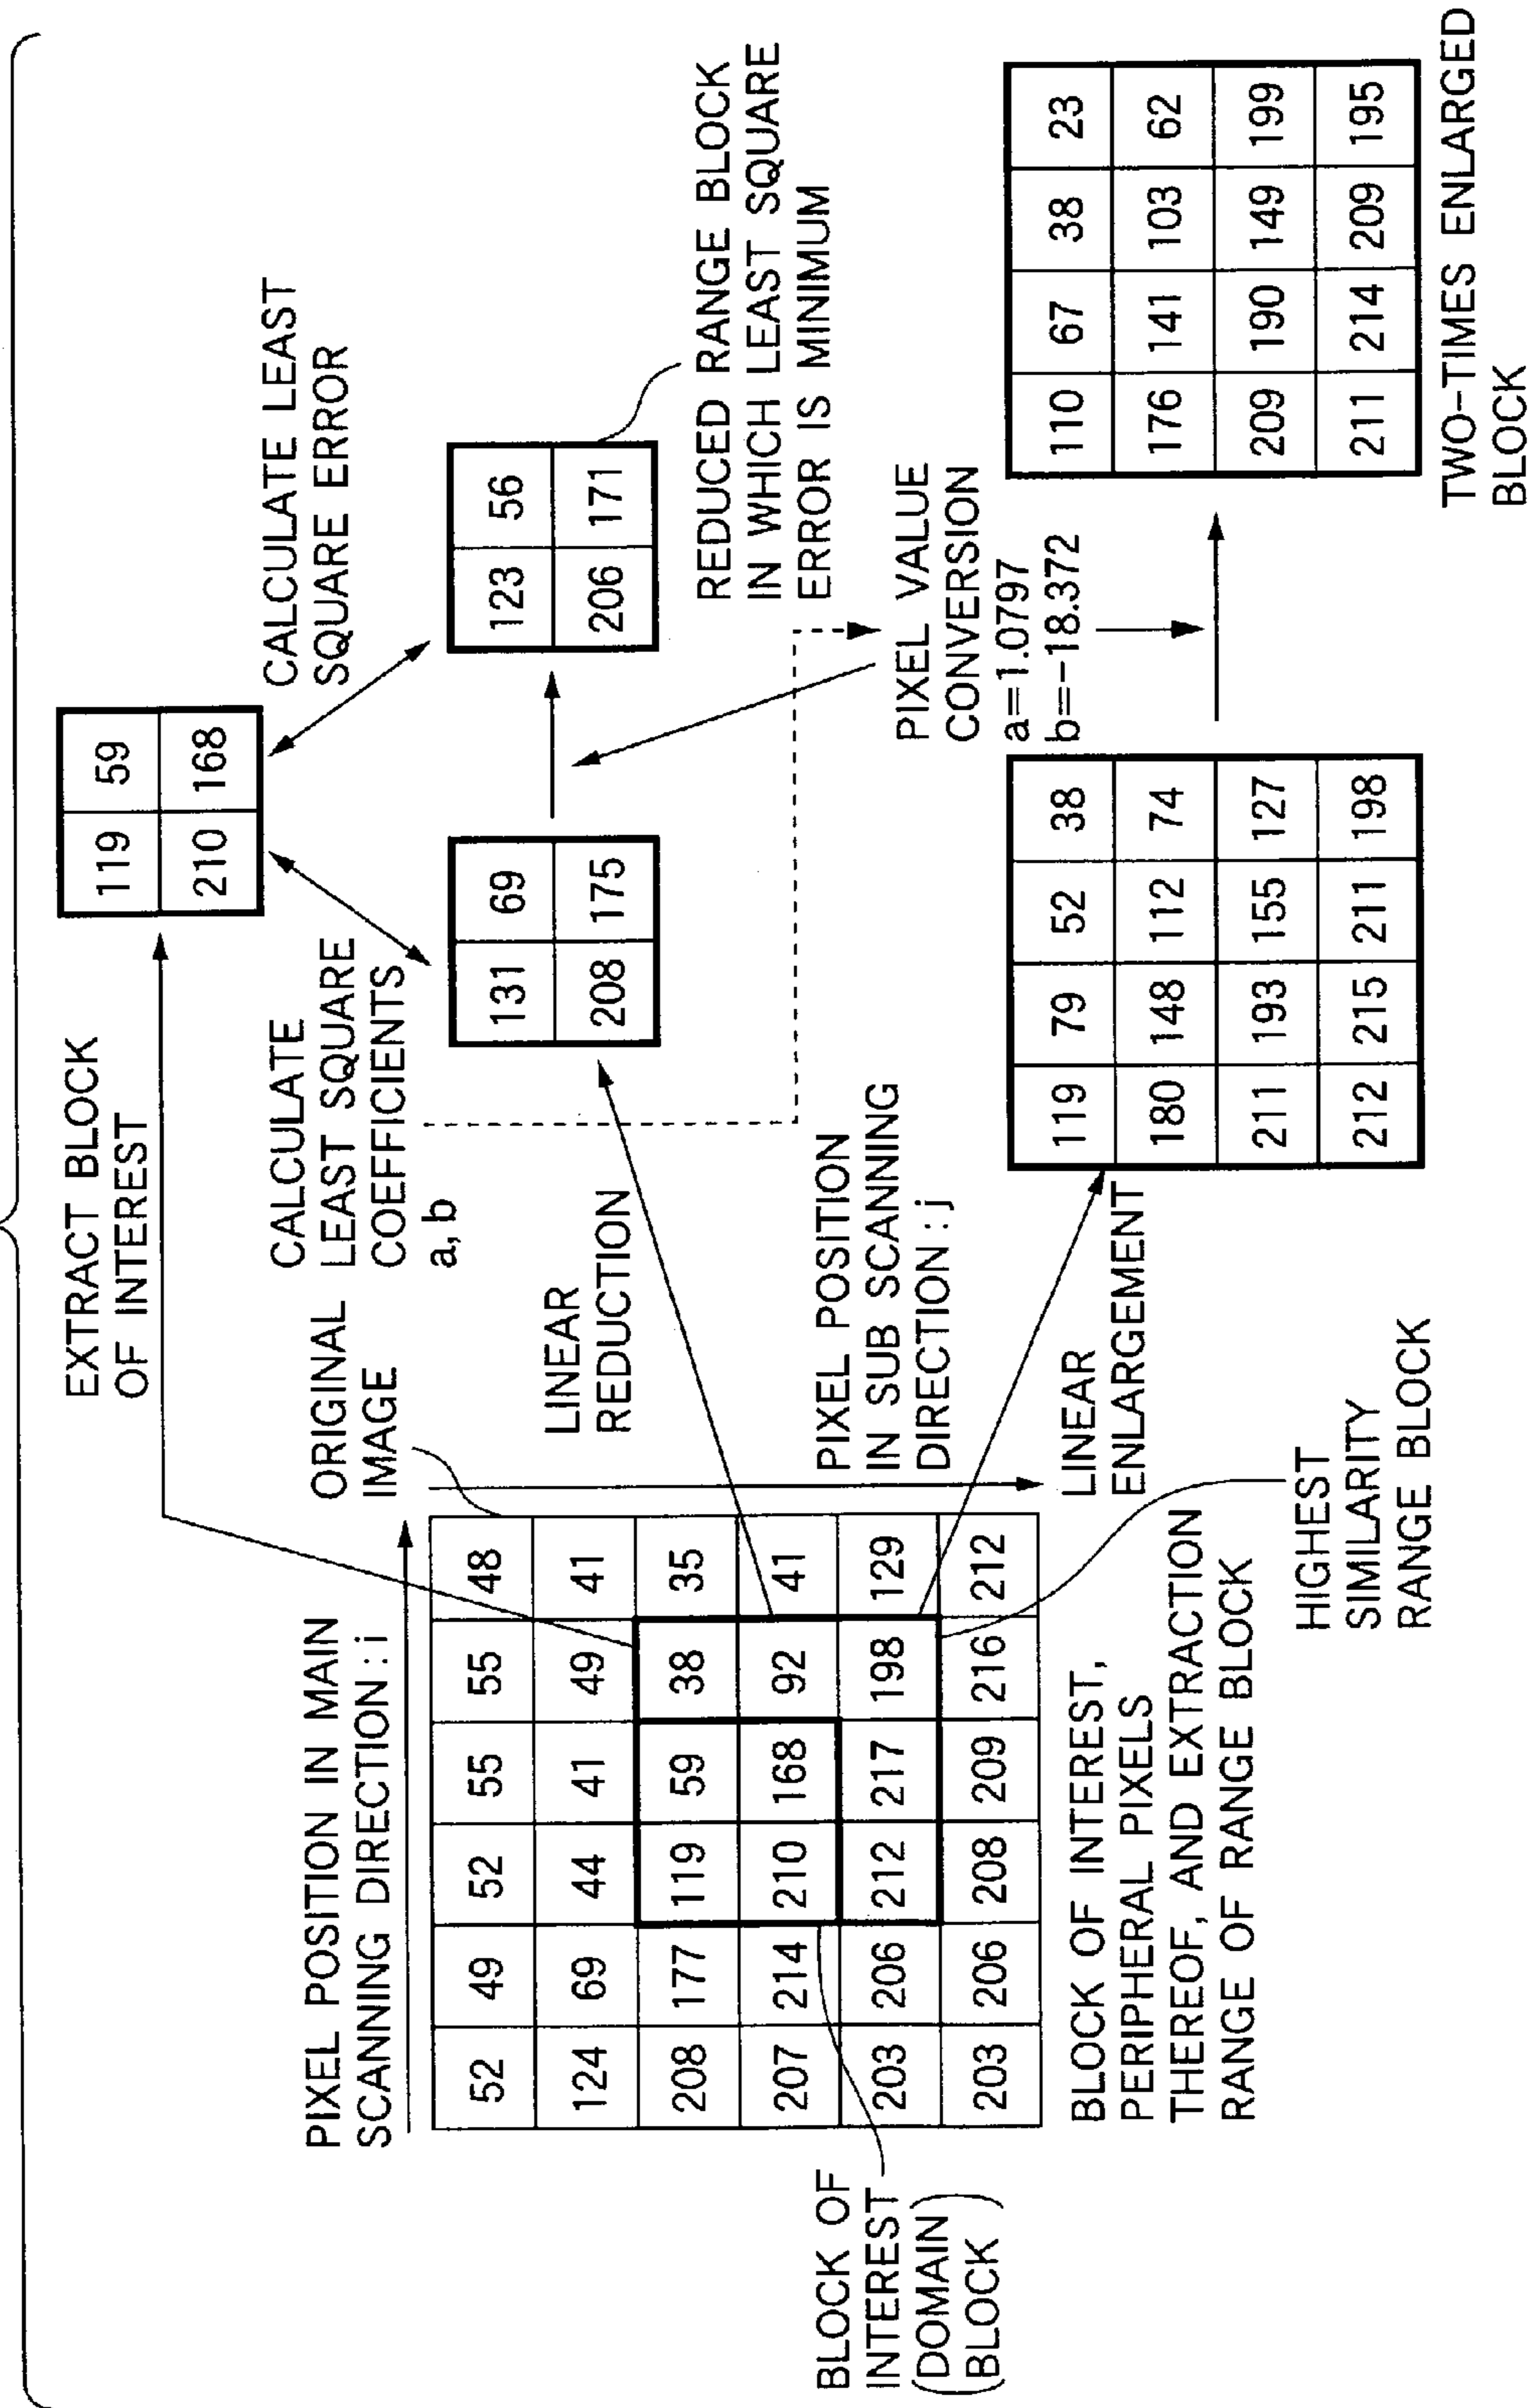 EXTRACT BLOCK
OF INTEREST
119 59
210 168
CALCULATE LEAST
SQUARE ERROR
CALCULATE
LEAST SQUARE
COEFFICIENTS
a, b
PIXEL POSITION IN MAIN
SCANNING DIRECTION : i
ORIGINAL
IMAGE
52 49 52 55 55 48
124 69 44 41 49 41
208 177 119 59 38 35
207 214 210 168 92 41
203 206 212 217 198 129
203 206 208 209 216 212
LINEAR
REDUCTION
131 69
208 175
123 56
206 171
REDUCED RANGE BLOCK
IN WHICH LEAST SQUARE
ERROR IS MINIMUM
BLOCK OF
INTEREST
(DOMAIN
BLOCK)
PIXEL POSITION
IN SUB SCANNING
DIRECTION : j
PIXEL VALUE
CONVERSION
a=1.0797
b=-18.372
LINEAR
ENLARGEMENT
119 79 52 38
180 148 112 74
211 193 155 127
212 215 211 198
110 67 38 23
176 141 103 62
209 190 149 199
211 214 209 195
BLOCK OF INTEREST,
PERIPHERAL PIXELS
THEREOF, AND EXTRACTION
RANGE OF RANGE BLOCK
HIGHEST
SIMILARITY
RANGE BLOCK
TWO-TIMES ENLARGED
BLOCK